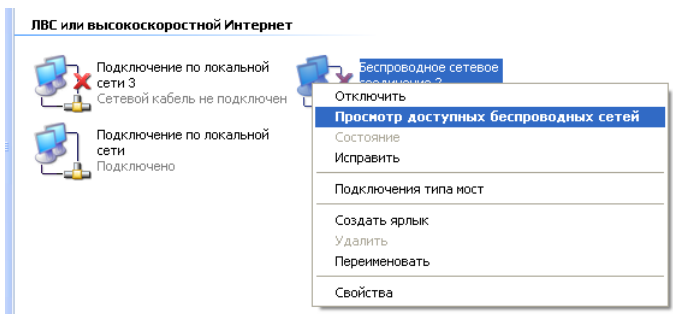 ЛВС или высокоскоростной Интернет
Подключение по локальной
сети 3
Сетевой кабель не подключен
Беспроводное сетевое
Подключение по локальной
сети
Подключено
Отключить
Просмотр доступных беспроводных сетей
Состояние
Исправить
Подключения типа мост
Создать ярлык
Удалить
Переименовать
Свойства